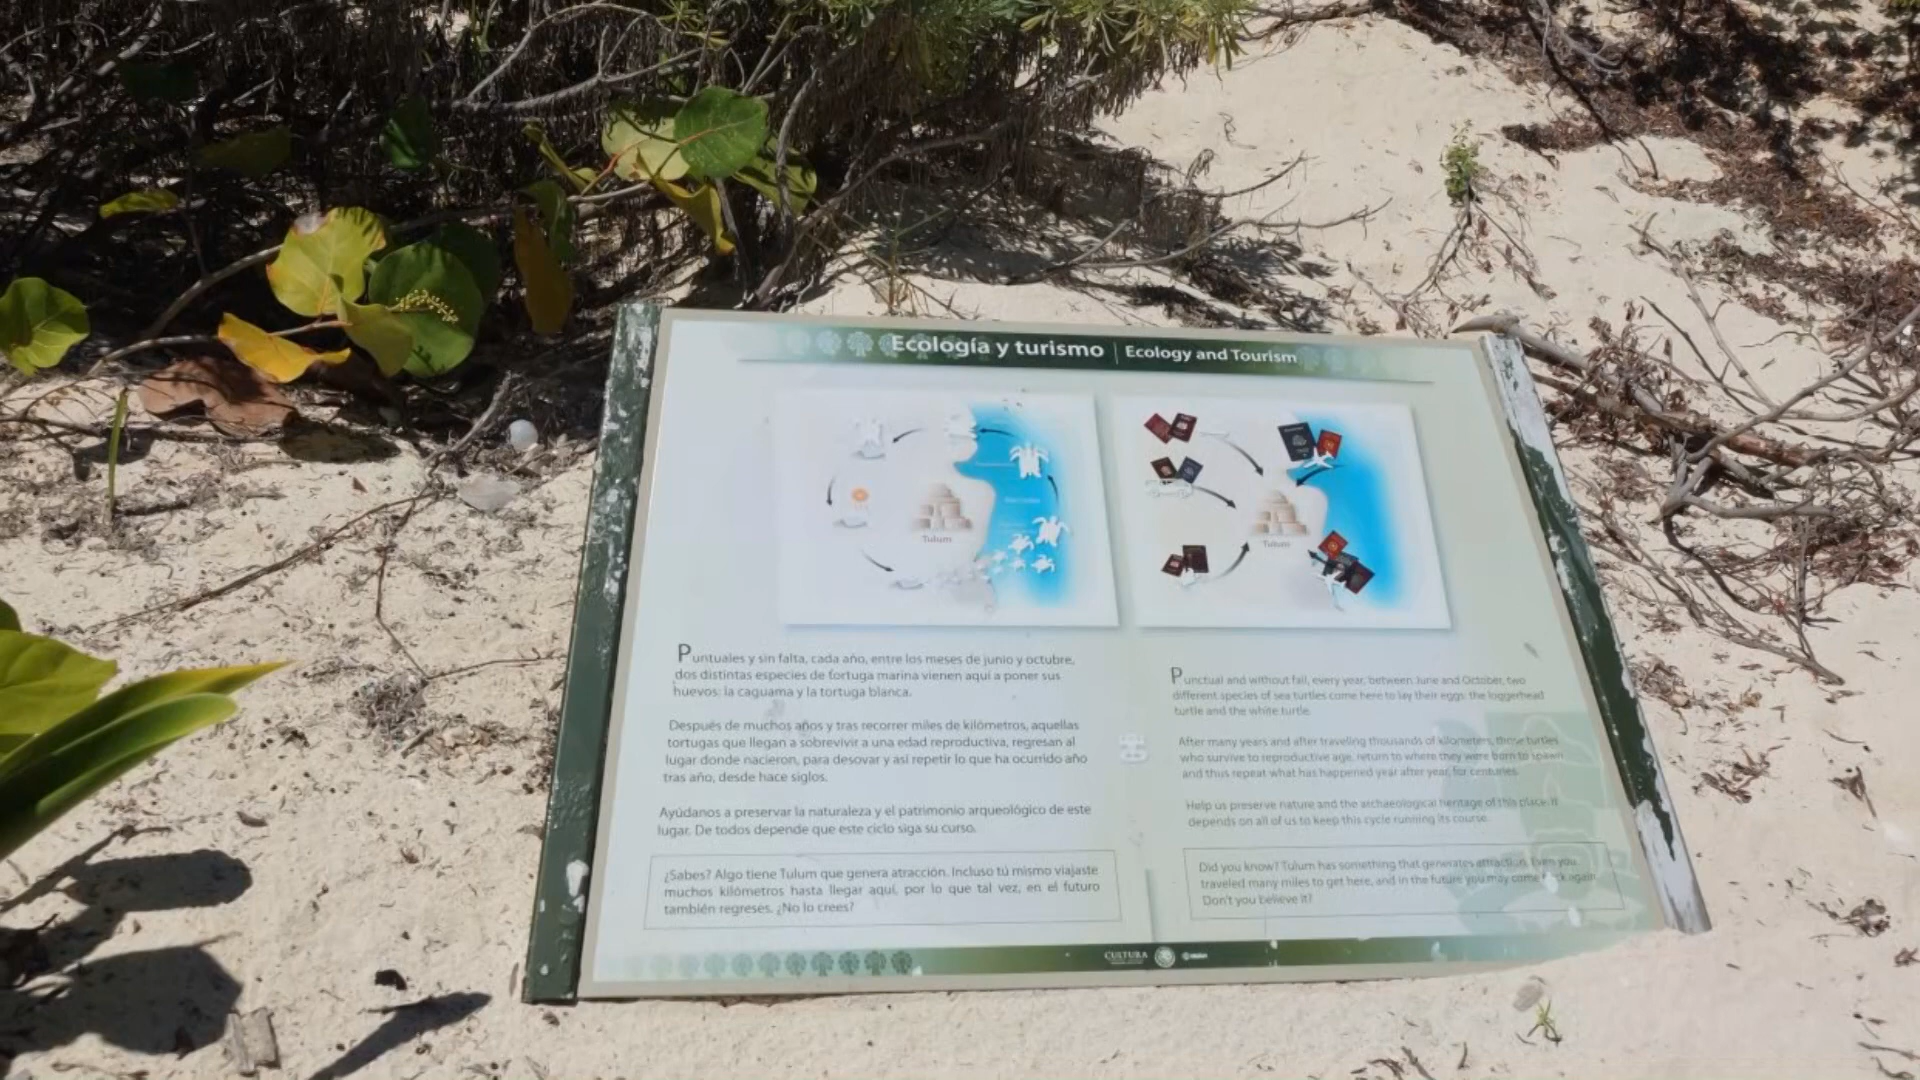 Ecología y turismo | Ecology and Tourism
Tulum
Tulum
Puntuales y sin falta, cada año, entre los meses de junio y octubre,
dos distintas especies de tortuga marina vienen aquí a poner sus
huevos: la caguama y la tortuga blanca.
Después de muchos años y tras recorrer miles de kilómetros, aquellas
tortugas que llegan a sobrevivir a una edad reproductiva, regresan al
lugar donde nacieron, para desovar y así repetir lo que ha ocurrido año
tras año, desde hace siglos.
Ayúdanos a preservar la naturaleza y el patrimonio arqueológico de este
lugar. De todos depende que este ciclo siga su curso.
¿Sabes? Algo tiene Tulum que genera atracción. Incluso tú mismo viajaste
muchos kilómetros hasta llegar aquí, por lo que tal vez, en el futuro
también regreses. ¿No lo crees?
Punctual and without fail, every year, between June and October, two
different species of sea turtles come here to lay their eggs: the loggerhead
turtle and the white turtle.
After many years and after traveling thousands of kilometers, those turtles
who survive to reproductive age, return to where they were born to spawn
and thus repeat what has happened year after year, for centuries.
Help us preserve nature and the archaeological heritage of this place. It
depends on all of us to keep this cycle running its course.
Did you know? Tulum has something that generates attraction. Even you
traveled many miles to get here, and in the future you may come back again.
Don't you believe it?
CULTURA